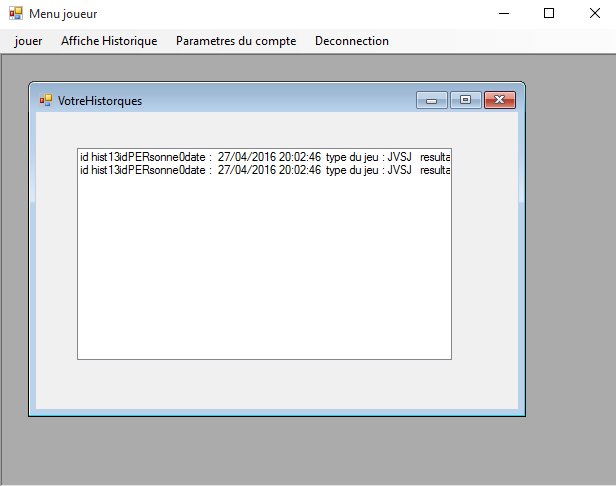 Menu joueur
jouer Affiche Historique Parametres du compte Deconnection
VotreHistorques
id hist13idPERsonne0date : 27/04/2016 20:02:46 type du jeu : JVSJ resulta
id hist13idPERsonne0date : 27/04/2016 20:02:46 type du jeu : JVSJ resulta